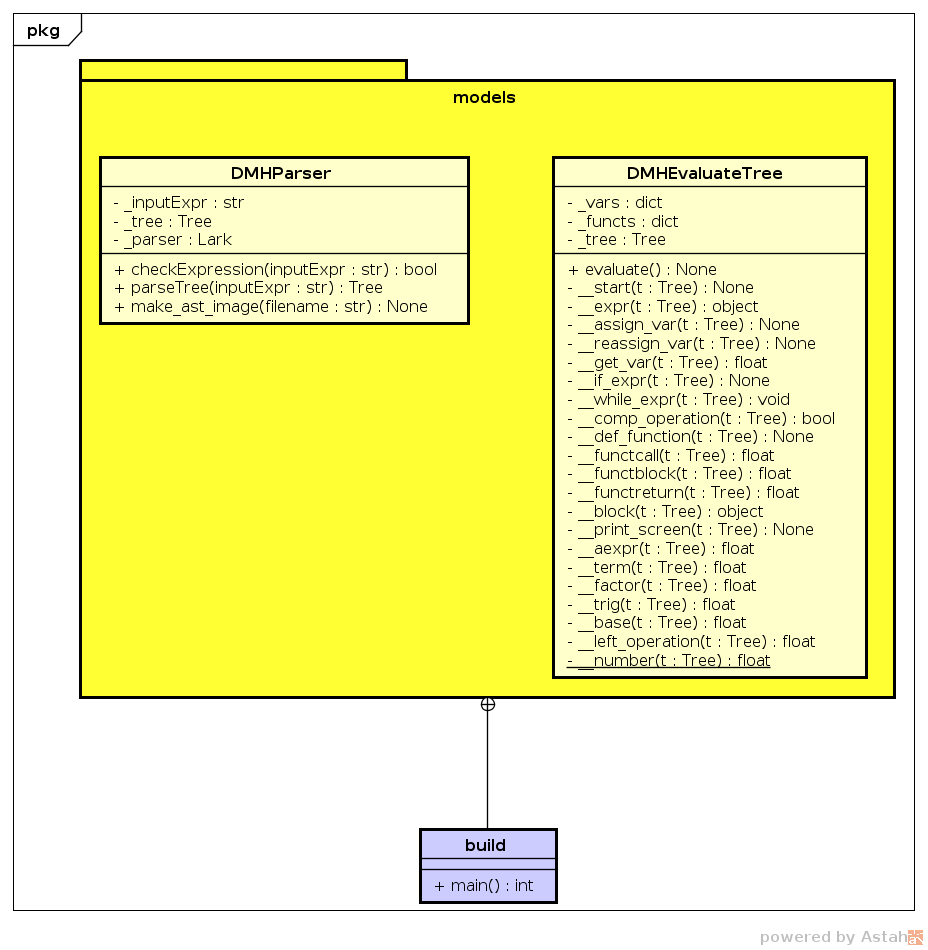 pkg
models
DMHParser
- _inputExpr : str
- _tree : Tree
- _parser : Lark
+ checkExpression(inputExpr : str) : bool
+ parseTree(inputExpr : str) : Tree
+ make_ast_image(filename : str) : None
DMHEvaluateTree
- _vars : dict
- _functs : dict
- _tree : Tree
+ evaluate() : None
- __start(t : Tree) : None
- __expr(t : Tree) : object
- __assign_var(t : Tree) : None
- __reassign_var(t : Tree) : None
- __get_var(t : Tree) : float
- __if_expr(t : Tree) : None
- __while_expr(t : Tree) : void
- __comp_operation(t : Tree) : bool
- __def_function(t : Tree) : None
- __functcall(t : Tree) : float
- __functblock(t : Tree) : float
- __functreturn(t : Tree) : float
- __block(t : Tree) : object
- __print_screen(t : Tree) : None
- __aexpr(t : Tree) : float
- __term(t : Tree) : float
- __factor(t : Tree) : float
- __trig(t : Tree) : float
- __base(t : Tree) : float
- __left_operation(t : Tree) : float
- __number(t : Tree) : float
build
+ main() : int
powered by Astah